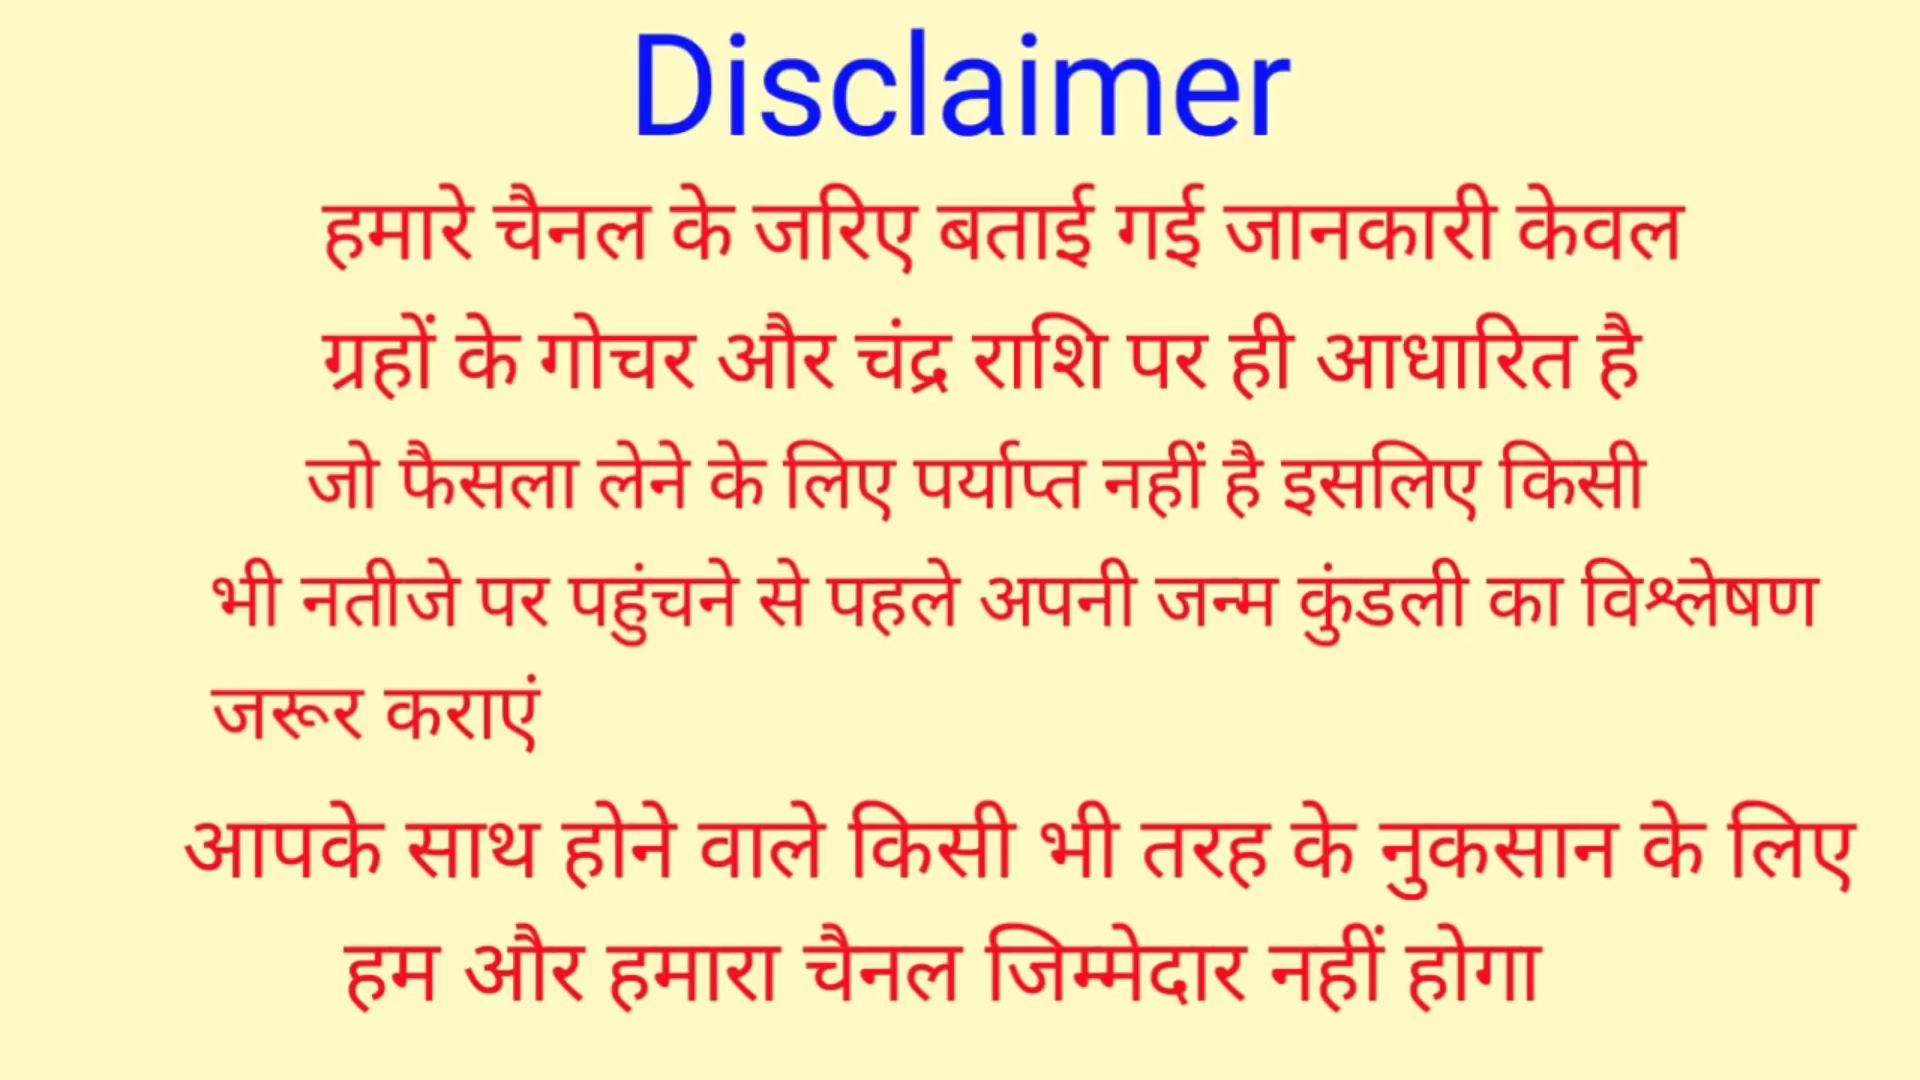 Disclaimer
हमारे चैनल के जरिए बताई गई जानकारी केवल
ग्रहों के गोचर और चंद्र राशि पर ही आधारित है
जो फैसला लेने के लिए पर्याप्त नहीं है इसलिए किसी
भी नतीजे पर पहुंचने से पहले अपनी जन्म कुंडली का विश्लेषण
जरूर कराएं
आपके साथ होने वाले किसी भी तरह के नुकसान के लिए
हम और हमारा चैनल जिम्मेदार नहीं होगा